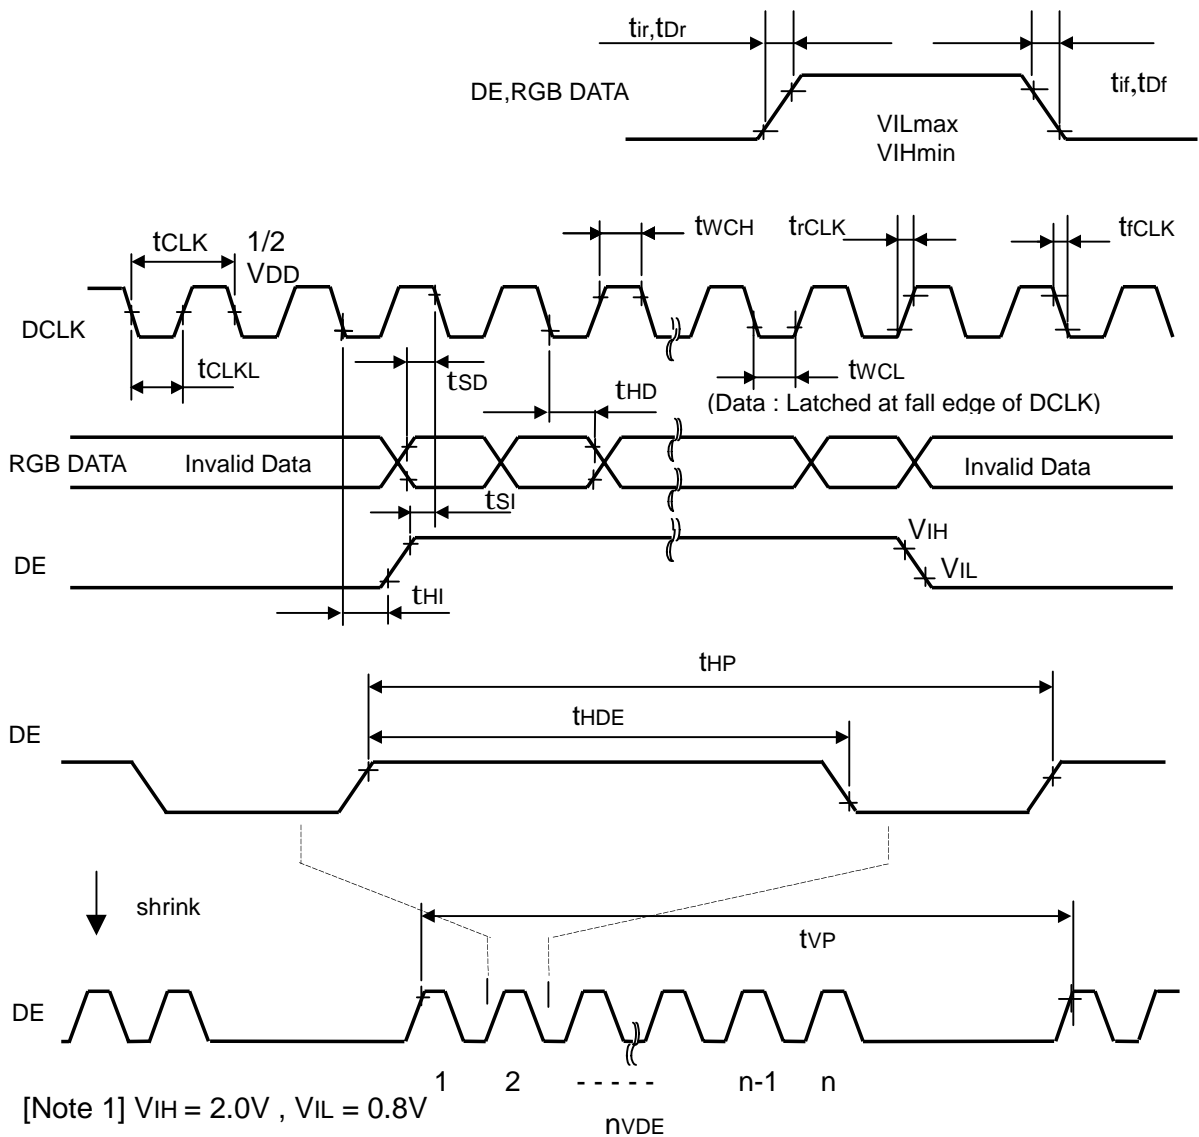 tir,tDr
DE,RGB DATA
tif,tDf
VILmax
VIHmin
tCLK
1/2
VDD
tWCH
trCLK
tfCLK
DCLK
tCLKL
tSD
tHD
tWCL
(Data : Latched at fall edge of DCLK)
RGB DATA
Invalid Data
Invalid Data
tSI
DE
VIH
VIL
tHI
tHP
tHDE
DE
shrink
tVP
DE
1 2 - - - - - n-1 n
[Note 1] VIH = 2.0V , VIL = 0.8V
nVDE